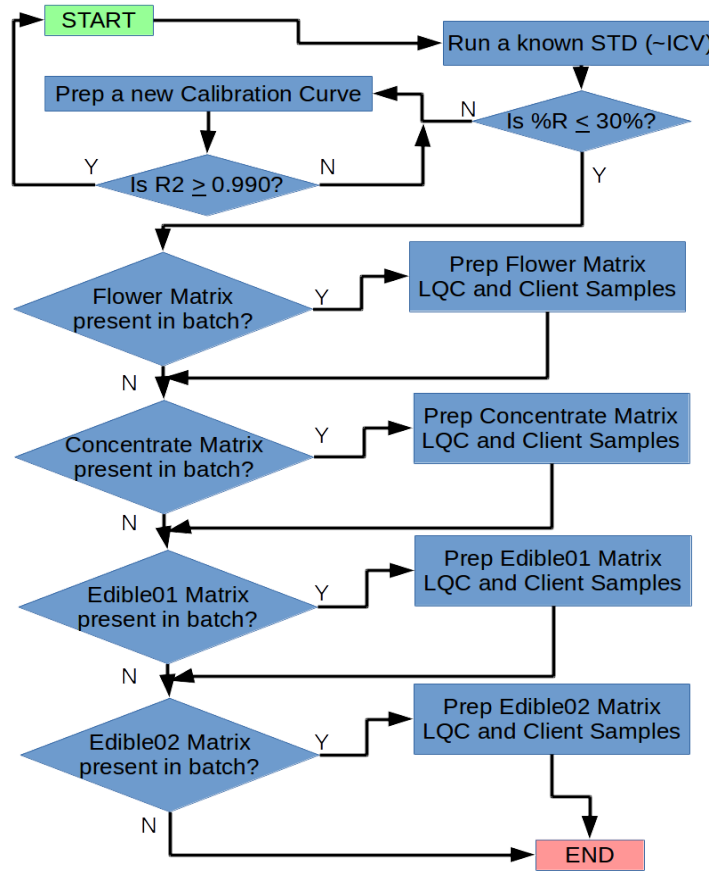 START
Run a known STD (~ICV)
Prep a new Calibration Curve
N
Is %R ≤ 30%?
Y
Is R2 ≥ 0.990?
N
Y
Flower Matrix
present in batch?
Y
Prep Flower Matrix
LQC and Client Samples
N
Concentrate Matrix
present in batch?
Y
Prep Concentrate Matrix
LQC and Client Samples
N
Edible01 Matrix
present in batch?
Y
Prep Edible01 Matrix
LQC and Client Samples
N
Edible02 Matrix
present in batch?
Y
Prep Edible02 Matrix
LQC and Client Samples
N
END